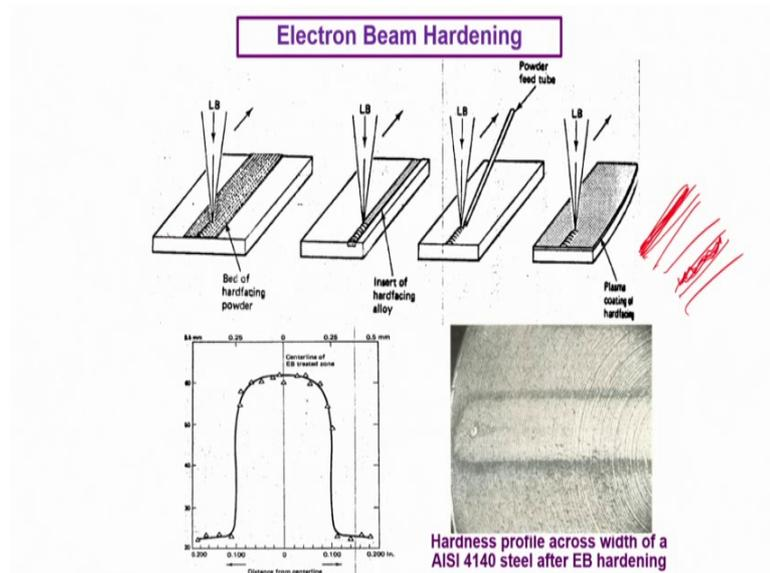 Electron Beam Hardening
Powder
feed tube
LB
LB
LB
LB
Bed of
hardfacing
powder
Insert of
hardfacing
alloy
Plasma
coating of
hardfacing
0.25 0 0.25 0.5 mm
Centerline of
EB treated zone
60
50
40
30
20
0.200 0.100 0 0.100 0.200 in.
Distance from centerline
Hardness profile across width of a
AISI 4140 steel after EB hardening